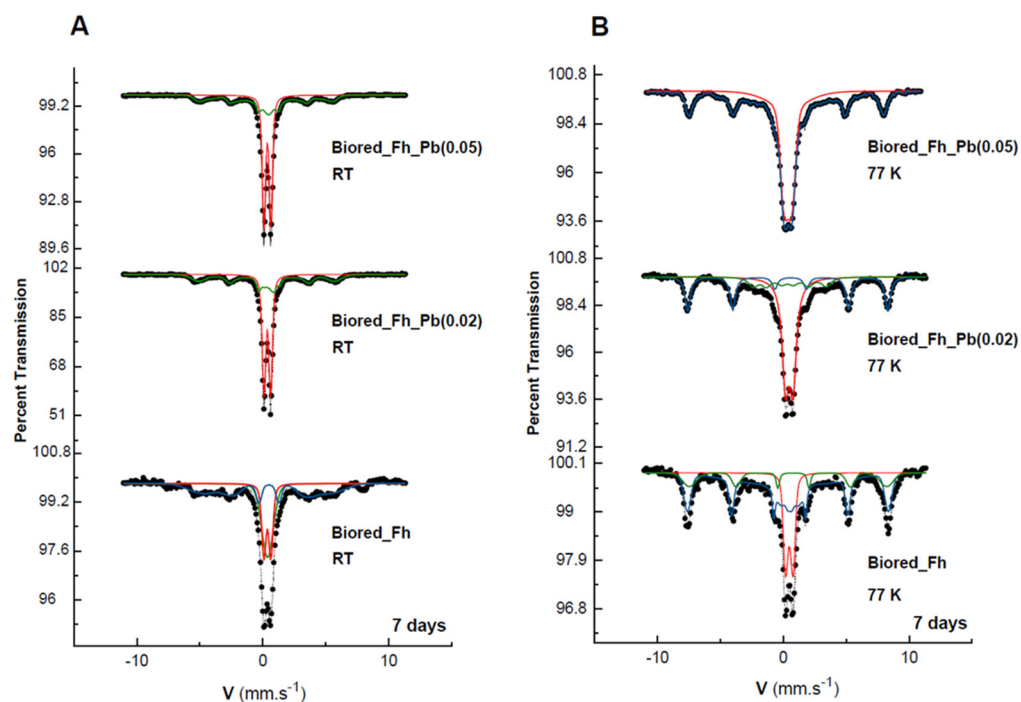 A
Percent Transmission
99.2
96
92.8
89.6
Biored_Fh_Pb(0.05)
RT
102
85
68
51
Biored_Fh_Pb(0.02)
RT
100.8
99.2
97.6
96
Biored_Fh
RT
7 days
-10 0 10
V (mm.s⁻¹)
B
Percent Transmission
100.8
98.4
96
93.6
Biored_Fh_Pb(0.05)
77 K
100.8
98.4
96
93.6
91.2
Biored_Fh_Pb(0.02)
77 K
100.1
99
97.9
96.8
Biored_Fh
77 K
7 days
-10 0 10
V (mm.s⁻¹)